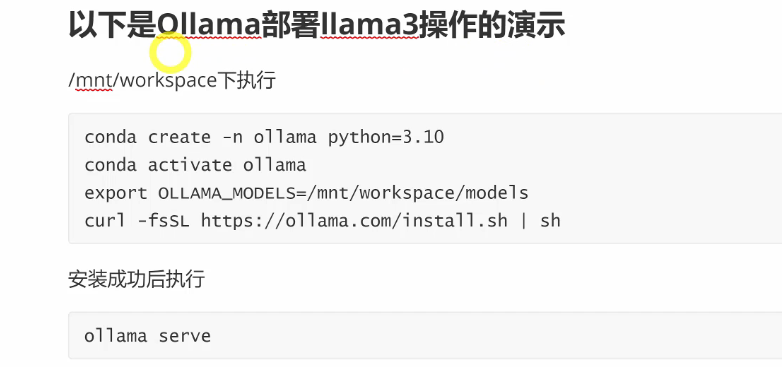 以下是Ollama部署llama3操作的演示
/mnt/workspace下执行
conda create -n ollama python=3.10
conda activate ollama
export OLLAMA_MODELS=/mnt/workspace/models
curl -fsSL https://ollama.com/install.sh | sh
安装成功后执行
ollama serve